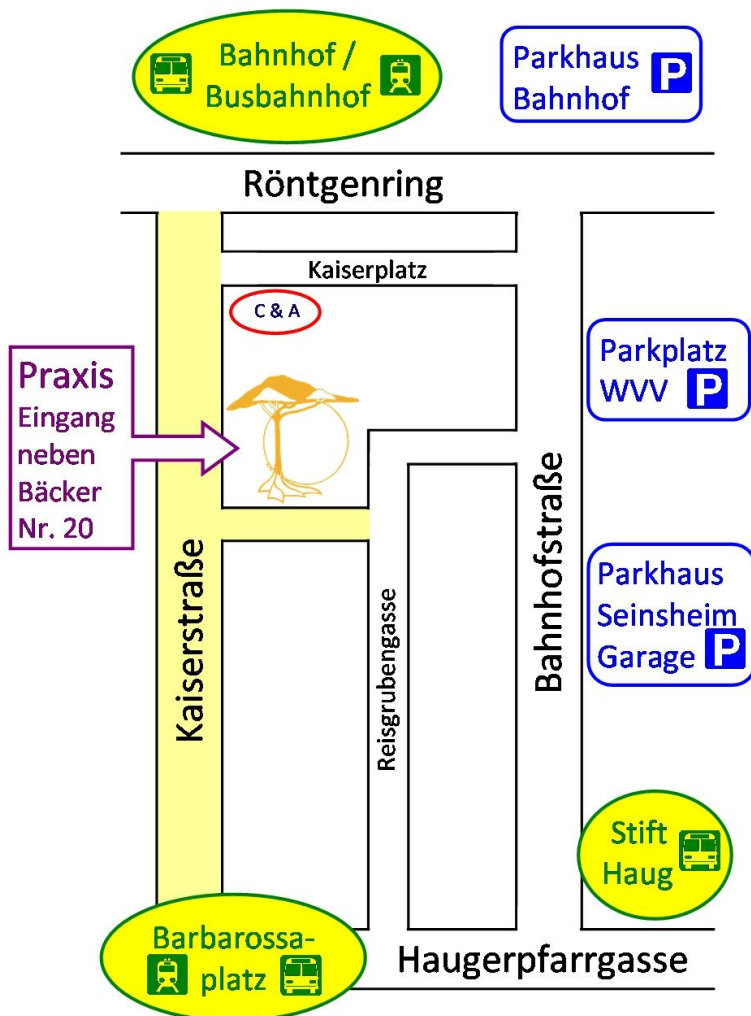 Bahnhof /
Busbahnhof
Parkhaus
Bahnhof P
Röntgenring
Kaiserplatz
C & A
Praxis
Eingang
neben
Bäcker
Nr. 20
Parkplatz
WVV P
Kaiserstraße
Reisgrubengasse
Bahnhofstraße
Parkhaus
Seinsheim
Garage P
Stift
Haug
Barbarossa-
platz
Haugerpfarrgasse